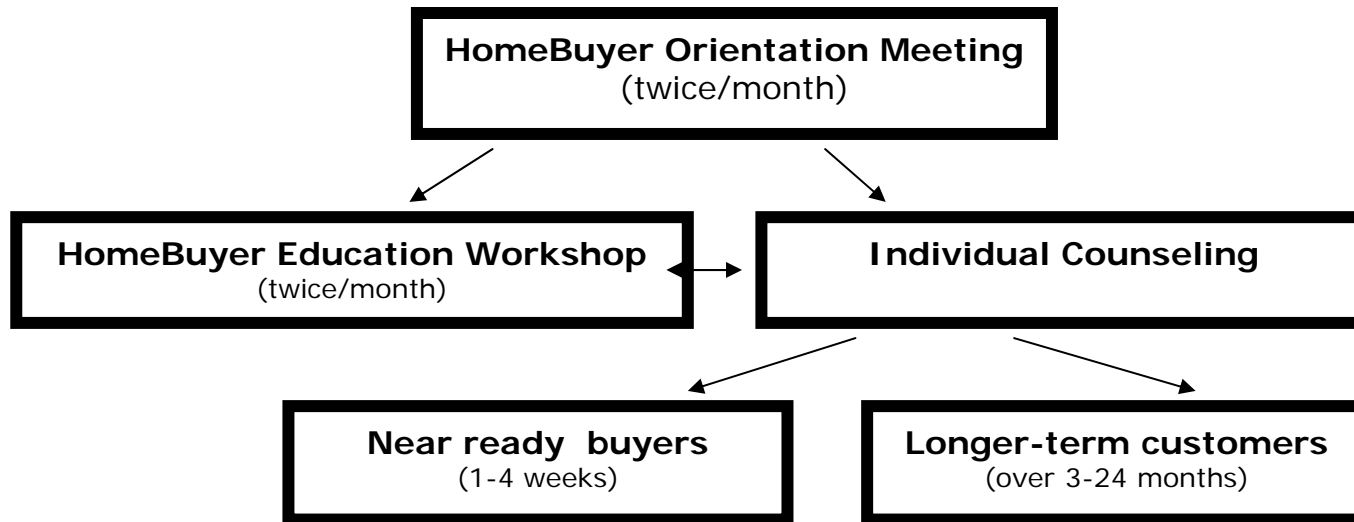 HomeBuyer Orientation Meeting
(twice/month)
HomeBuyer Education Workshop
(twice/month)
Individual Counseling
Near ready buyers
(1-4 weeks)
Longer-term customers
(over 3-24 months)